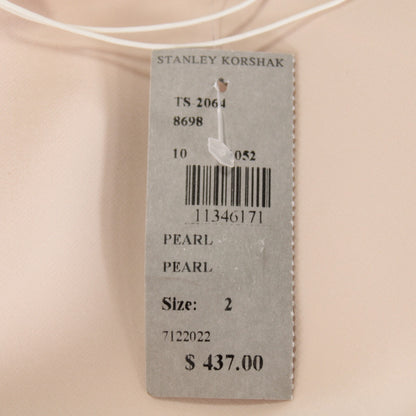 STANLEY KORSHAK
TS 2064
8698
10 052
11346171
PEARL
PEARL
Size: 2
7122022
$ 437.00